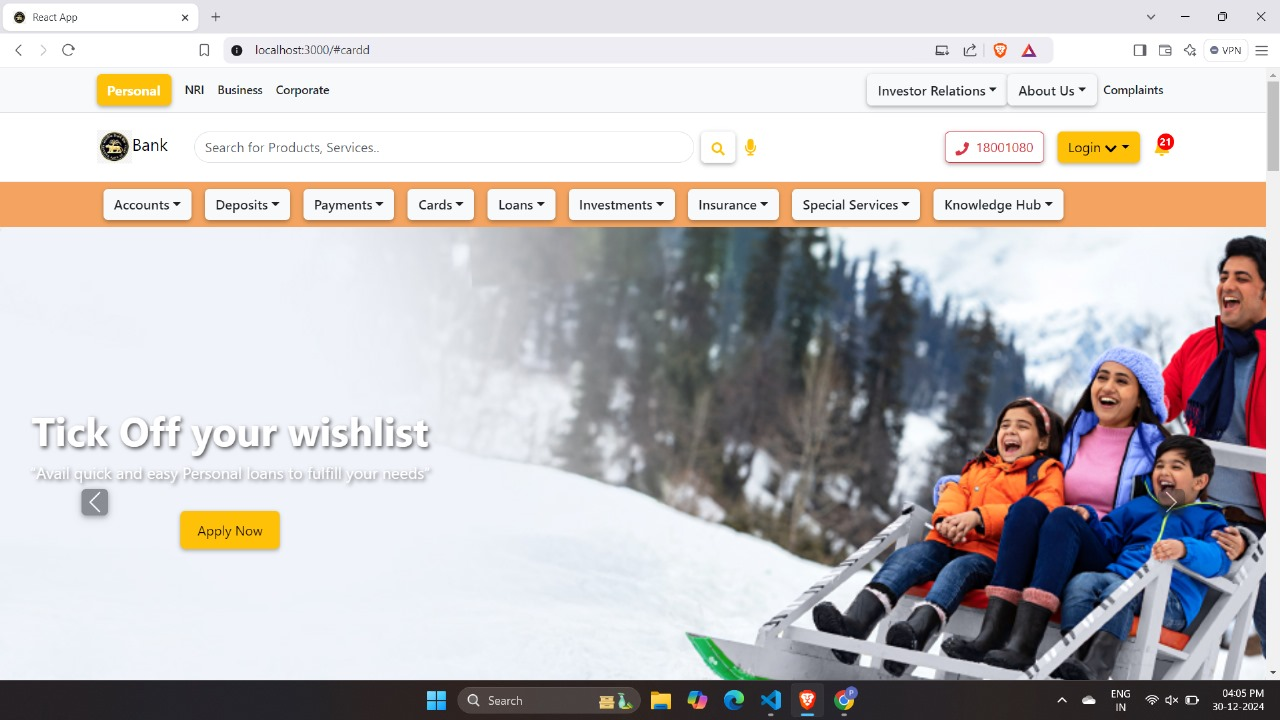 React App
localhost:3000/#cardd
VPN
Personal NRI Business Corporate Investor Relations About Us Complaints
Bank Search for Products, Services.. 18001080 Login 21
Accounts Deposits Payments Cards Loans Investments Insurance Special Services Knowledge Hub
Tick Off your wishlist
"Avail quick and easy Personal loans to fulfill your needs"
Apply Now
Search P ENG 04:05 PM
IN 30-12-2024